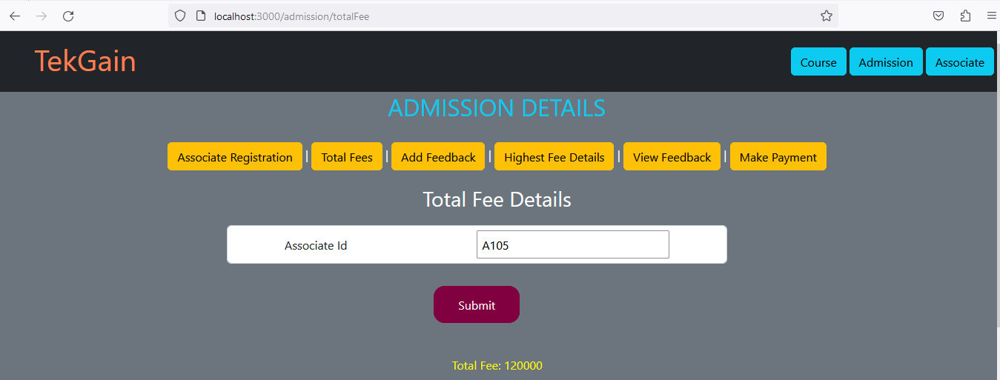 localhost:3000/admission/totalFee
TekGain
Course Admission Associate
ADMISSION DETAILS
Associate Registration | Total Fees | Add Feedback | Highest Fee Details | View Feedback | Make Payment
Total Fee Details
Associate Id A105
Submit
Total Fee: 120000